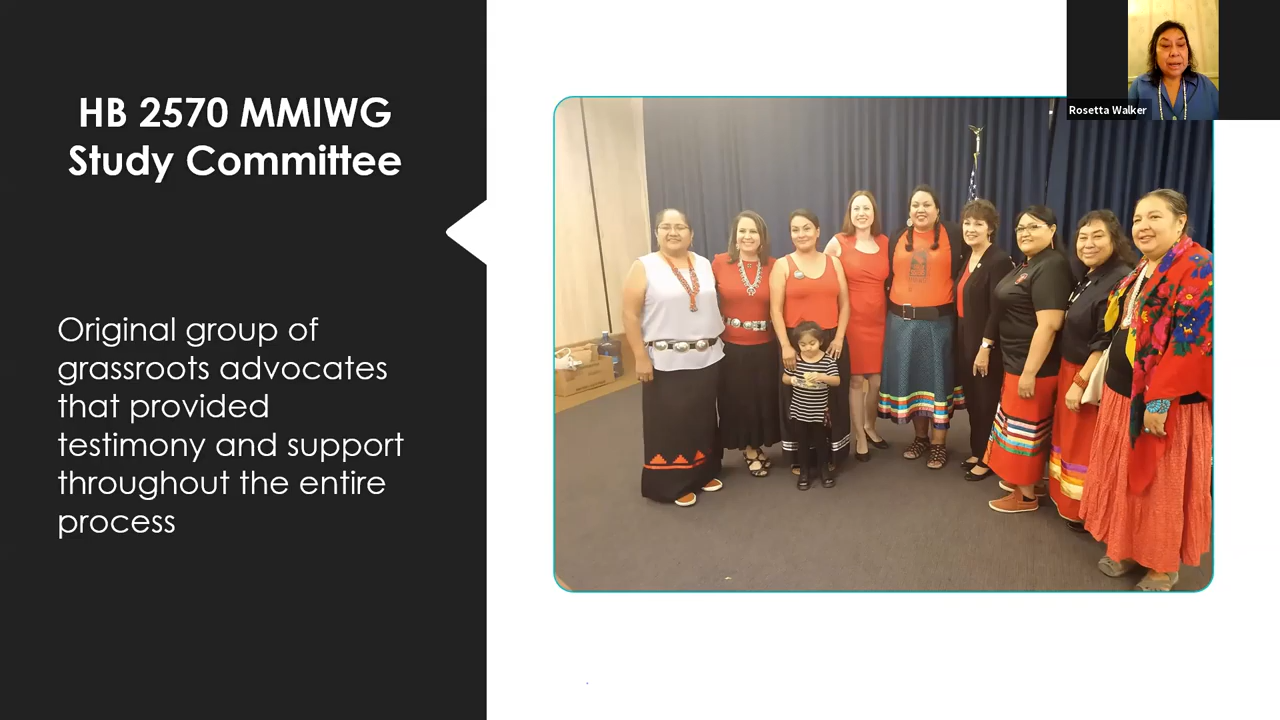 HB 2570 MMIWG
Study Committee
Original group of
grassroots advocates
that provided
testimony and support
throughout the entire
process
Rosetta Walker